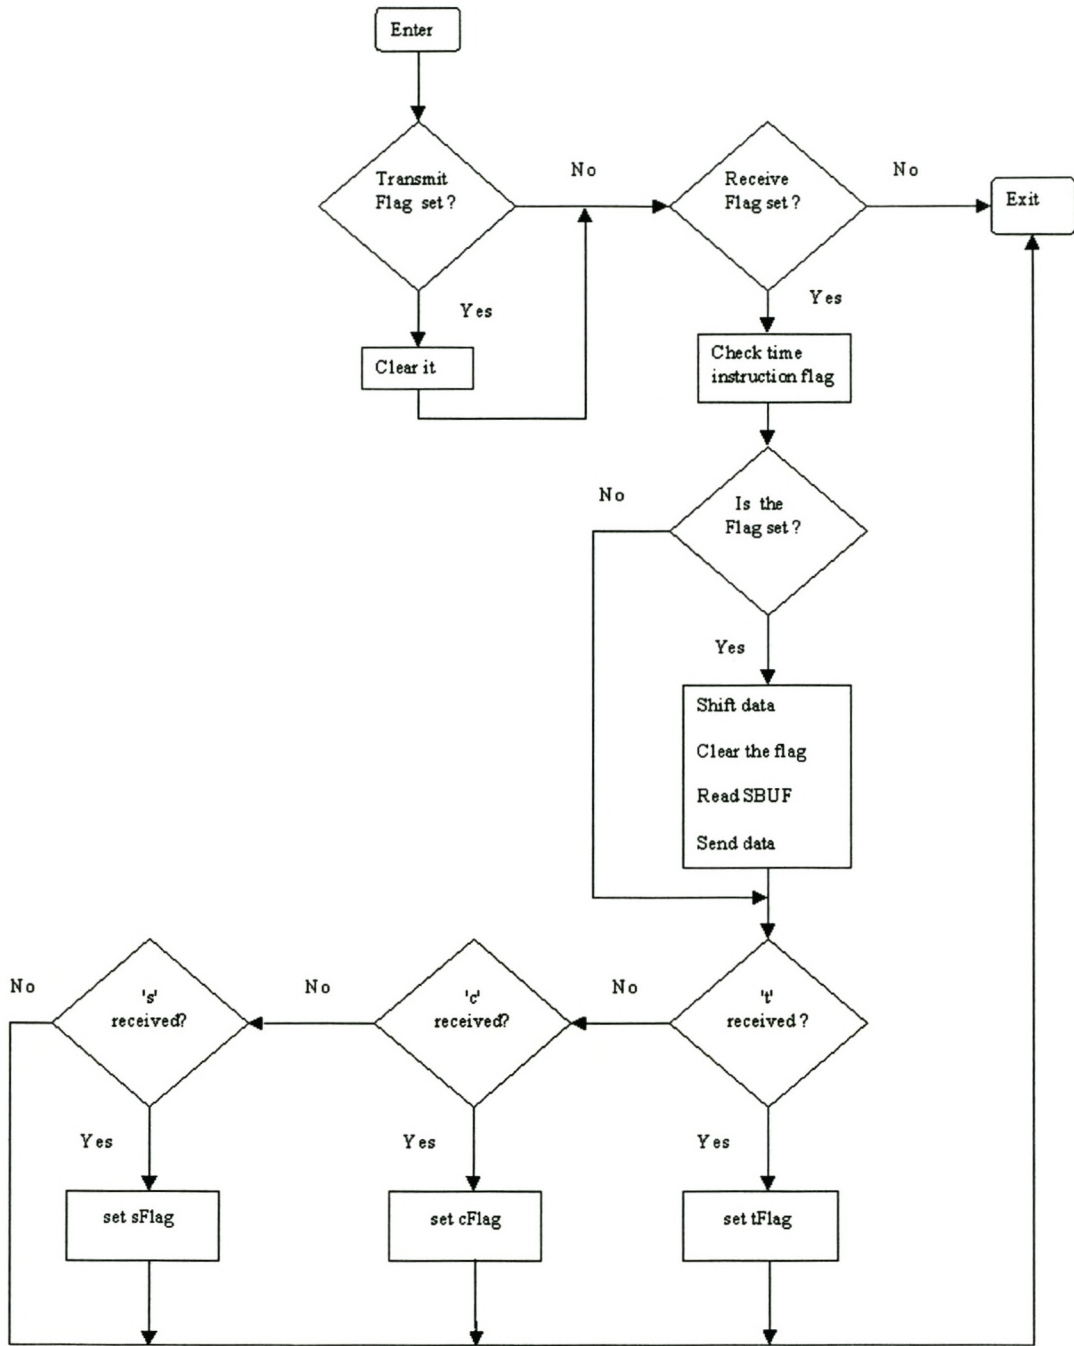 Enter
Transmit
Flag set ?
No
Receive
Flag set ?
No
Exit
Yes
Clear it
Yes
Check time
instruction flag
No
Is the
Flag set ?
Yes
Shift data
Clear the flag
Read SBUF
Send data
No
's'
received?
No
'c'
received?
No
't'
received ?
Yes
Yes
Yes
set sFlag
set cFlag
set tFlag